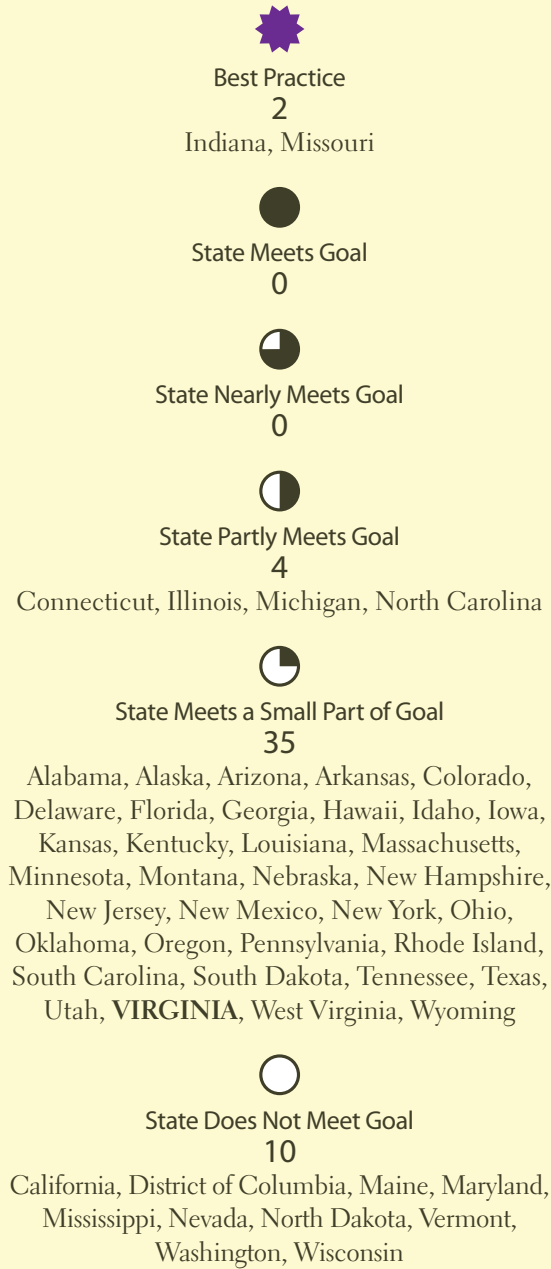 Best Practice
2
Indiana, Missouri
State Meets Goal
0
State Nearly Meets Goal
0
State Partly Meets Goal
4
Connecticut, Illinois, Michigan, North Carolina
State Meets a Small Part of Goal
35
Alabama, Alaska, Arizona, Arkansas, Colorado,
Delaware, Florida, Georgia, Hawaii, Idaho, Iowa,
Kansas, Kentucky, Louisiana, Massachusetts,
Minnesota, Montana, Nebraska, New Hampshire,
New Jersey, New Mexico, New York, Ohio,
Oklahoma, Oregon, Pennsylvania, Rhode Island,
South Carolina, South Dakota, Tennessee, Texas,
Utah, VIRGINIA, West Virginia, Wyoming
State Does Not Meet Goal
10
California, District of Columbia, Maine, Maryland,
Mississippi, Nevada, North Dakota, Vermont,
Washington, Wisconsin